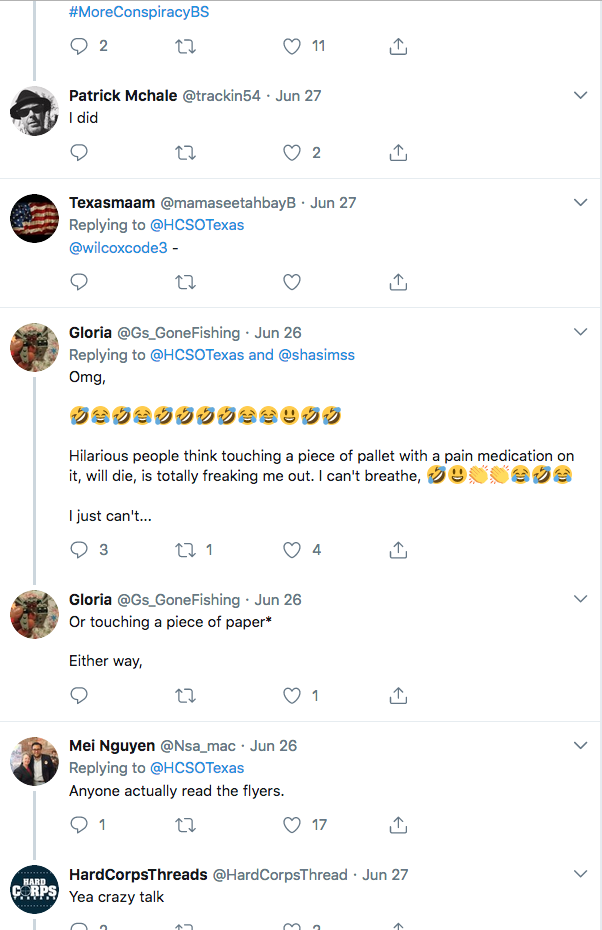 #MoreConspiracyBS
2 11
Patrick Mchale @trackin54 · Jun 27
I did
2
Texasmaam @mamaseetahbayB · Jun 27
Replying to @HCSOTexas
@wilcoxcode3 -
Gloria @Gs_GoneFishing · Jun 26
Replying to @HCSOTexas and @shasimss
Omg,
🤣😂🤣😂🤣🤣🤣🤣😂😂😃🤣🤣
Hilarious people think touching a piece of pallet with a pain medication on
it, will die, is totally freaking me out. I can't breathe, 🤣😃👏👏😂🤣😂
I just can't...
3 1 4
Gloria @Gs_GoneFishing · Jun 26
Or touching a piece of paper*
Either way,
1
Mei Nguyen @Nsa_mac · Jun 26
Replying to @HCSOTexas
Anyone actually read the flyers.
1 17
HARD
CORPS
HardCorpsThreads @HardCorpsThread · Jun 27
Yea crazy talk